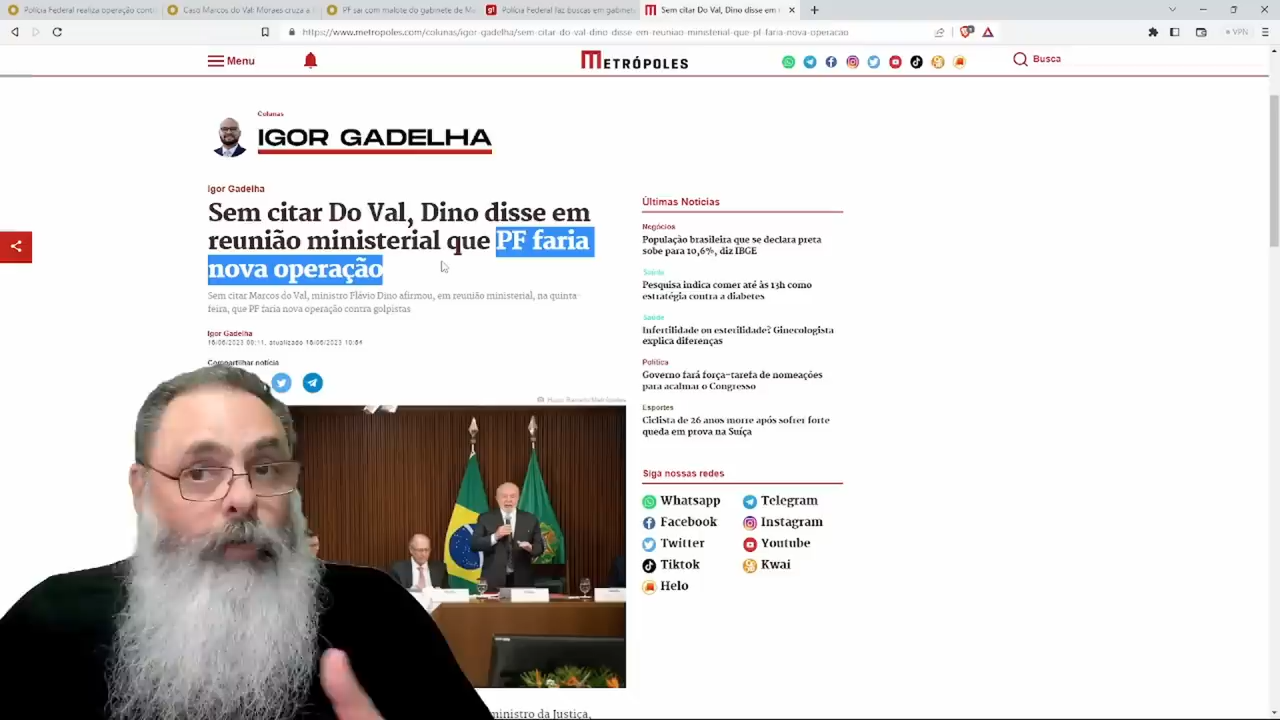 Polícia Federal realiza operação conti
Caso Marcos do Val: Moraes cruza a
PF sai com malote do gabinete de Ma
Polícia Federal faz buscas em gabinete
Sem citar Do Val, Dino disse em
https://www.metropoles.com/colunas/igor-gadelha/sem-citar-do-val-dino-disse-em-reuniao-ministerial-que-pf-faria-nova-operacao
VPN
Menu
METRÓPOLES
Busca
Colunas
IGOR GADELHA
Igor Gadelha
Sem citar Do Val, Dino disse em
reunião ministerial que PF faria
nova operação
Sem citar Marcos do Val, ministro Flávio Dino afirmou, em reunião ministerial, na quinta-
feira, que PF faria nova operação contra golpistas
Igor Gadelha
Compartilhar notícia
Últimas Notícias
Negócios
População brasileira que se declara preta
sobe para 10,6%, diz IBGE
Saúde
Pesquisa indica comer até às 13h como
estratégia contra a diabetes
Saúde
Infertilidade ou esterilidade? Ginecologista
explica diferenças
Política
Governo fará força-tarefa de nomeações
para acalmar o Congresso
Esportes
Ciclista de 26 anos morre após sofrer forte
queda em prova na Suíça
Siga nossas redes
Whatsapp
Telegram
Facebook
Instagram
Twitter
Youtube
Tiktok
Kwai
Helo
ministro da Justiça,